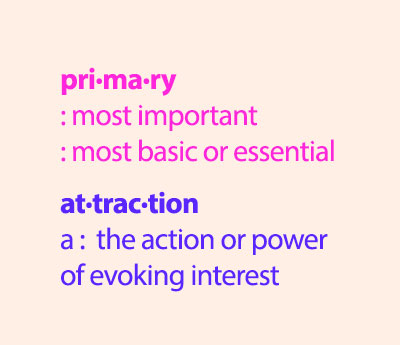 pri•ma•ry
: most important
: most basic or essential
at•trac•tion
a :  the action or power
of evoking interest